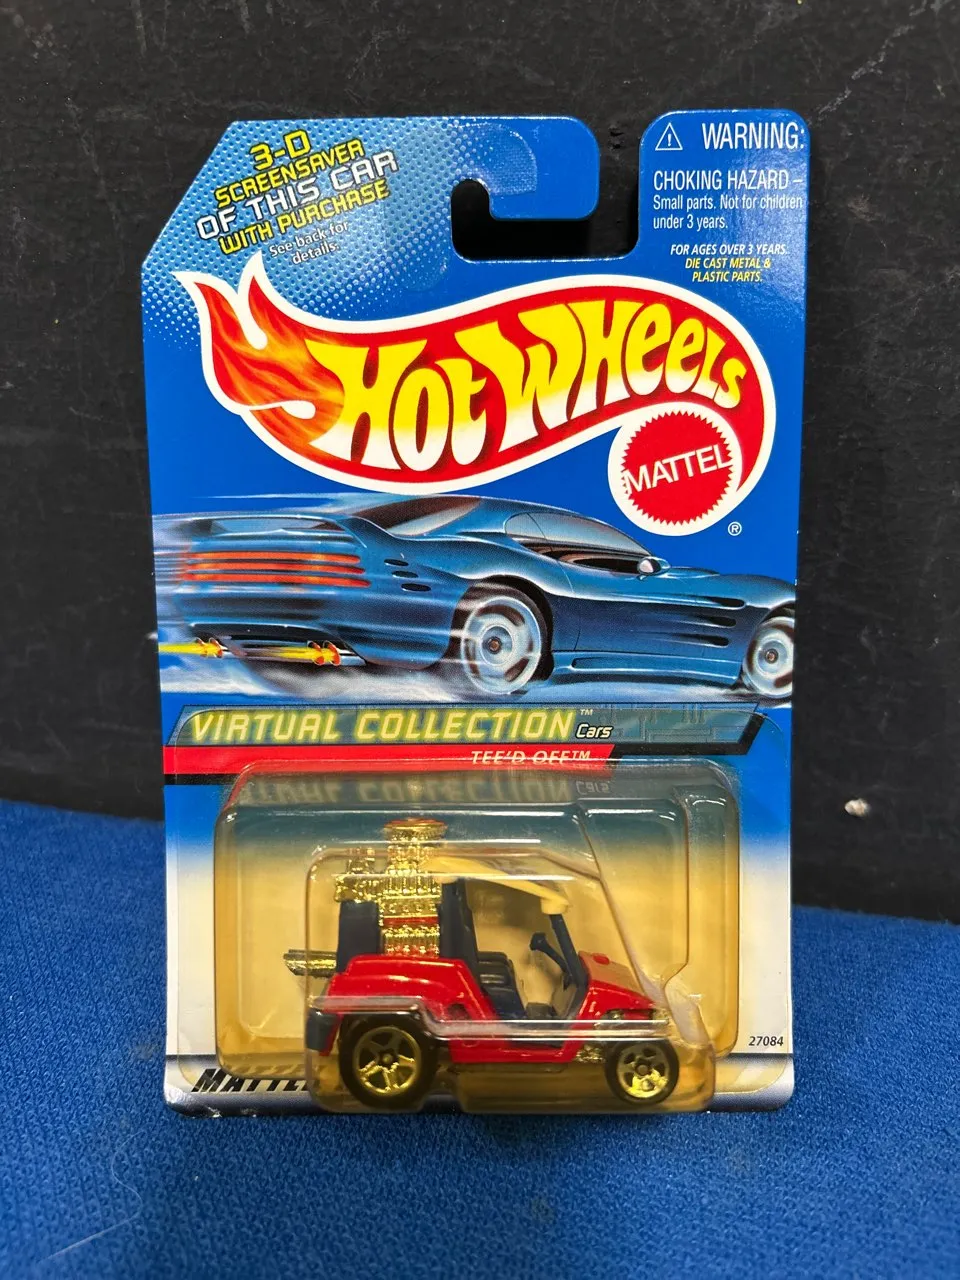 3-D
SCREENSAVER
OF THIS CAR
WITH PURCHASE
See back for
details.
⚠ WARNING:
CHOKING HAZARD –
Small parts. Not for children
under 3 years.
FOR AGES OVER 3 YEARS.
DIE CAST METAL &
PLASTIC PARTS.
HOT WHEELS
MATTEL
®
VIRTUAL COLLECTION™
Cars
TEE'D OFF™
27084
MATTEL